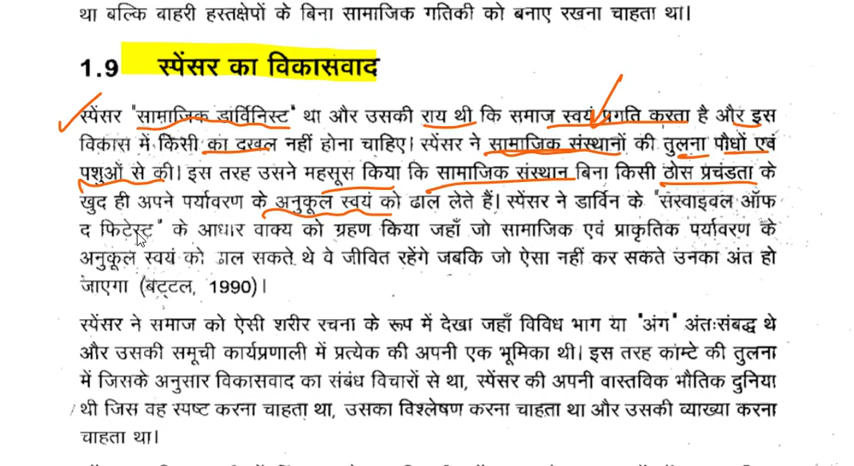 था बल्कि बाहरी हस्तक्षेपों के बिना सामाजिक गतिकी को बनाए रखना चाहता था।
1.9 स्पेंसर का विकासवाद
स्पेंसर "सामाजिक डार्विनिस्ट" था और उसकी राय थी कि समाज स्वयं प्रगति करता है और इस
विकास में किसी का दखल नहीं होना चाहिए। स्पेंसर ने सामाजिक संस्थानों की तुलना पौधों एवं
पशुओं से की। इस तरह उसने महसूस किया कि सामाजिक संस्थान बिना किसी ठोस प्रचंडता के
खुद ही अपने पर्यावरण के अनुकूल स्वयं को ढाल लेते हैं। स्पेंसर ने डार्विन के "सरवाइवल ऑफ
द फिटेस्ट" के आधार वाक्य को ग्रहण किया जहाँ जो सामाजिक एवं प्राकृतिक पर्यावरण के
अनुकूल स्वयं को ढाल सकते थे वे जीवित रहेंगे जबकि जो ऐसा नहीं कर सकते उनका अंत हो
जाएगा (बट्टल, 1990)।
स्पेंसर ने समाज को ऐसी शरीर रचना के रूप में देखा जहाँ विविध भाग या "अंग" अंतःसंबद्ध थे
और उसकी समूची कार्यप्रणाली में प्रत्येक की अपनी एक भूमिका थी। इस तरह काम्टे की तुलना
में जिसके अनुसार विकासवाद का संबंध विचारों से था, स्पेंसर की अपनी वास्तविक भौतिक दुनिया
थी जिस वह स्पष्ट करना चाहता था, उसका विश्लेषण करना चाहता था और उसकी व्याख्या करना
चाहता था।